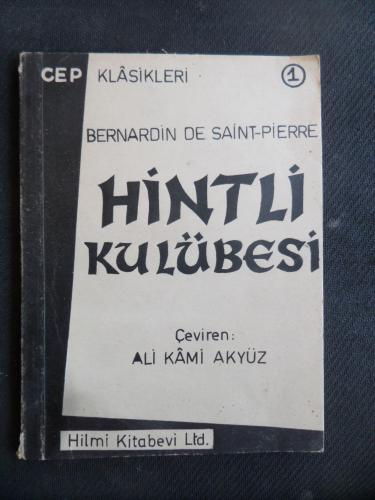 CEP KLÂSİKLERİ 1
BERNARDIN DE SAINT-PIERRE
HİNTLİ
KULÜBESİ
Çeviren:
ALİ KÂMİ AKYÜZ
Hilmi Kitabevi Ltd.